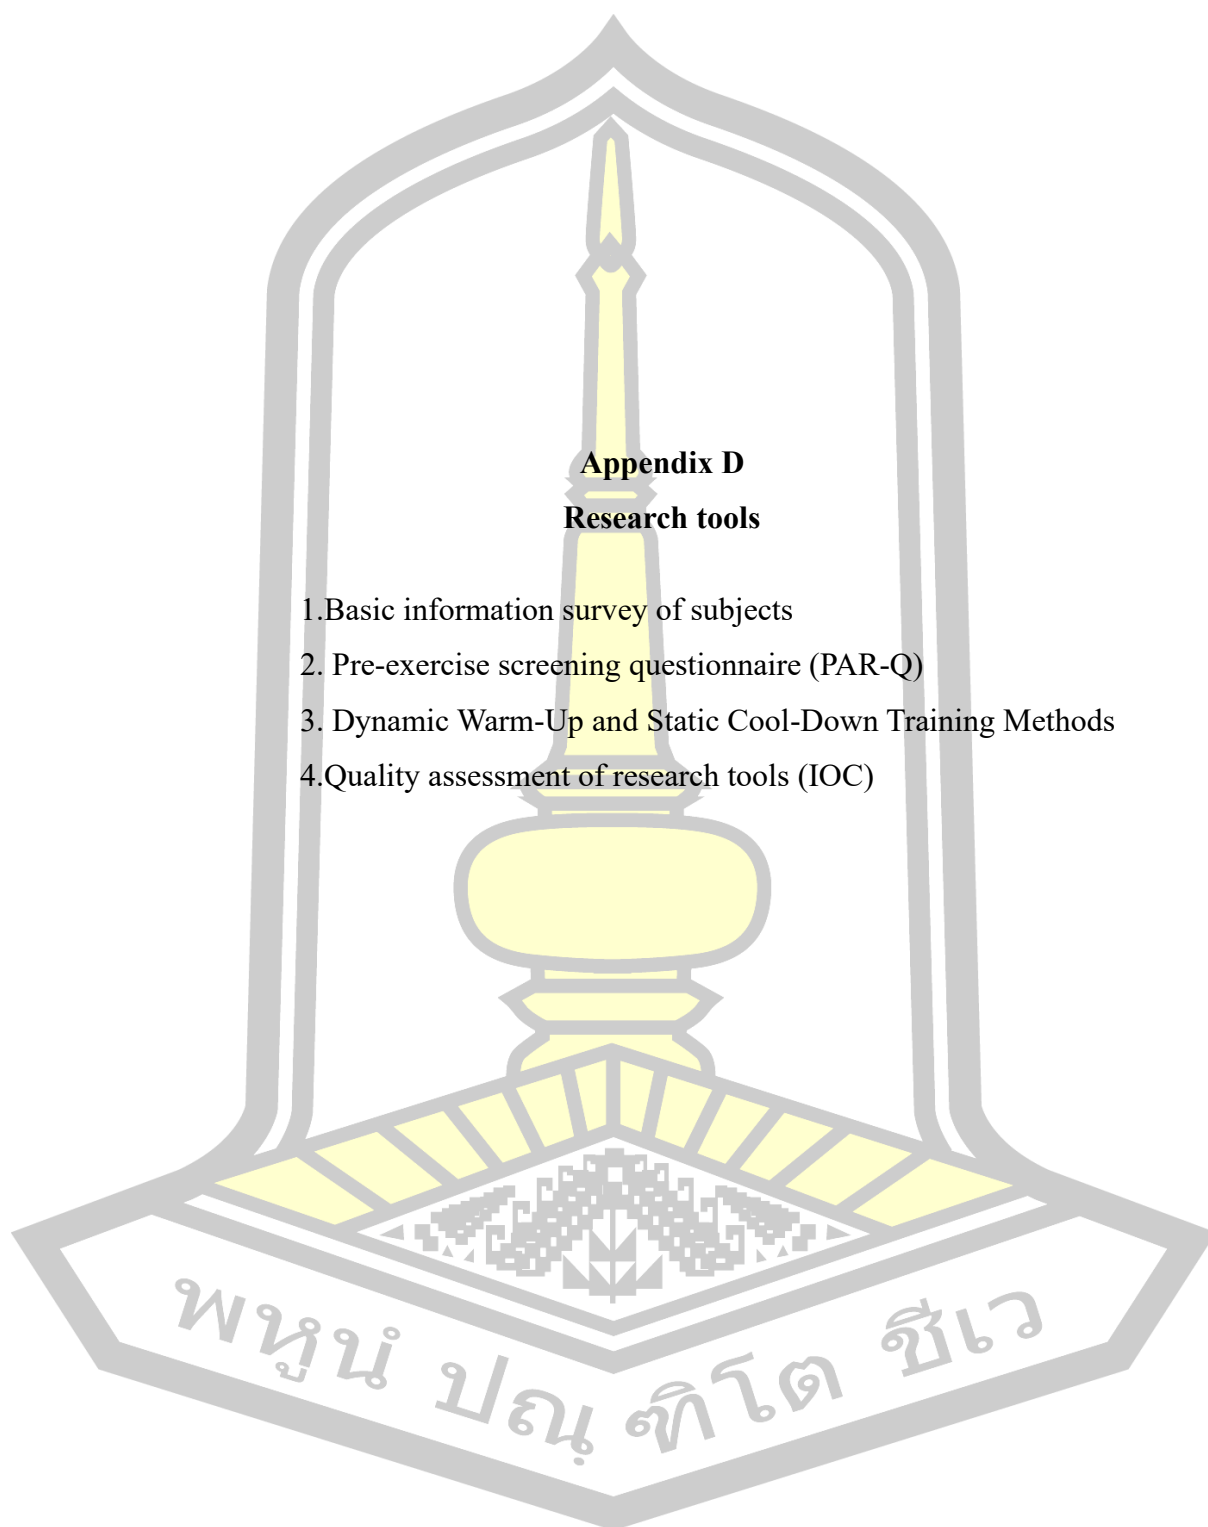 Appendix D
Research tools
1.Basic information survey of subjects
2. Pre-exercise screening questionnaire (PAR-Q)
3. Dynamic Warm-Up and Static Cool-Down Training Methods
4.Quality assessment of research tools (IOC)
พหูนํ ปณฺฑิโต ชีเว